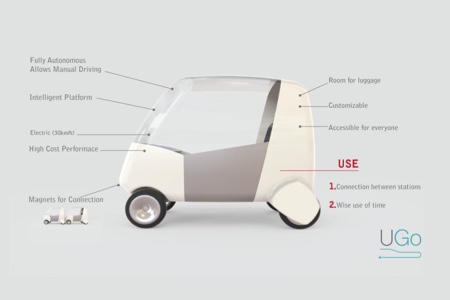 Fully Autonomous
Allows Manual Driving
Intelligent Platform
Electric (30km/h)
High Cost Performace
Magnets for Connection
Room for luggage
Customizable
Accessible for everyone
USE
1.Connection between stations
2.Wise use of time
UGo